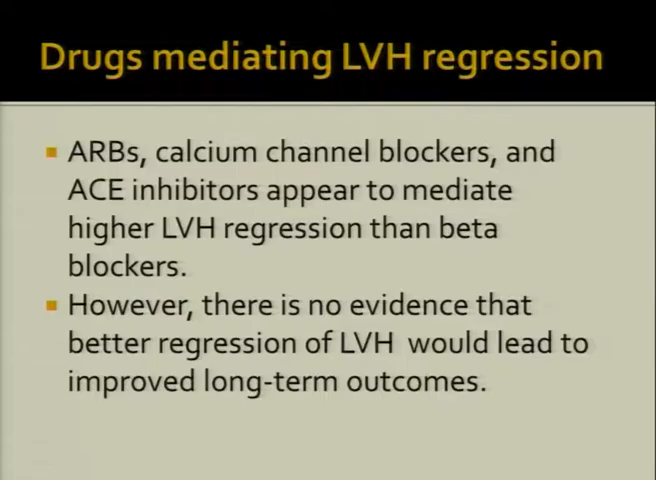 Drugs mediating LVH regression
ARBs, calcium channel blockers, and
ACE inhibitors appear to mediate
higher LVH regression than beta
blockers.
However, there is no evidence that
better regression of LVH would lead to
improved long-term outcomes.